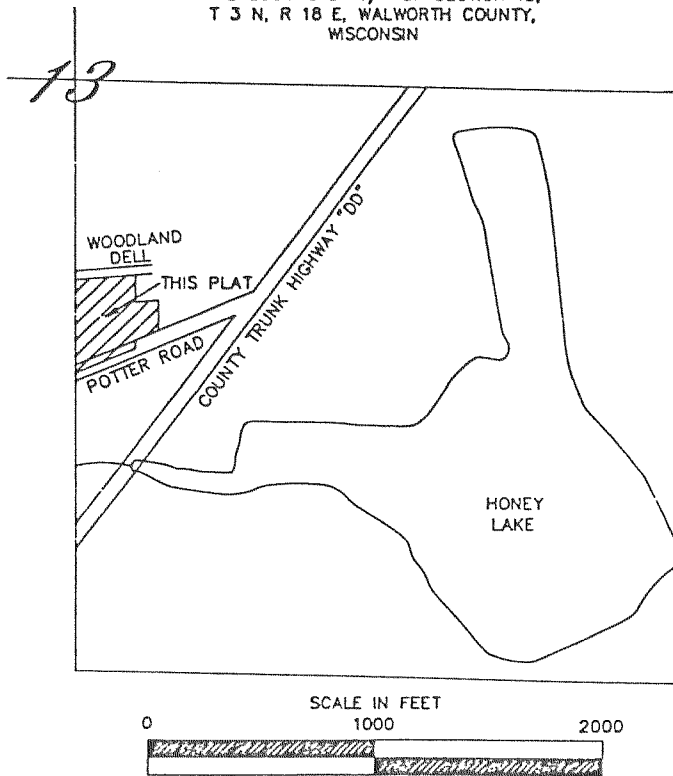 T 3 N, R 18 E, WALWORTH COUNTY,
WISCONSIN
13
WOODLAND
DELL
THIS PLAT
POTTER ROAD
COUNTY TRUNK HIGHWAY "DD"
HONEY
LAKE
SCALE IN FEET
0 1000 2000